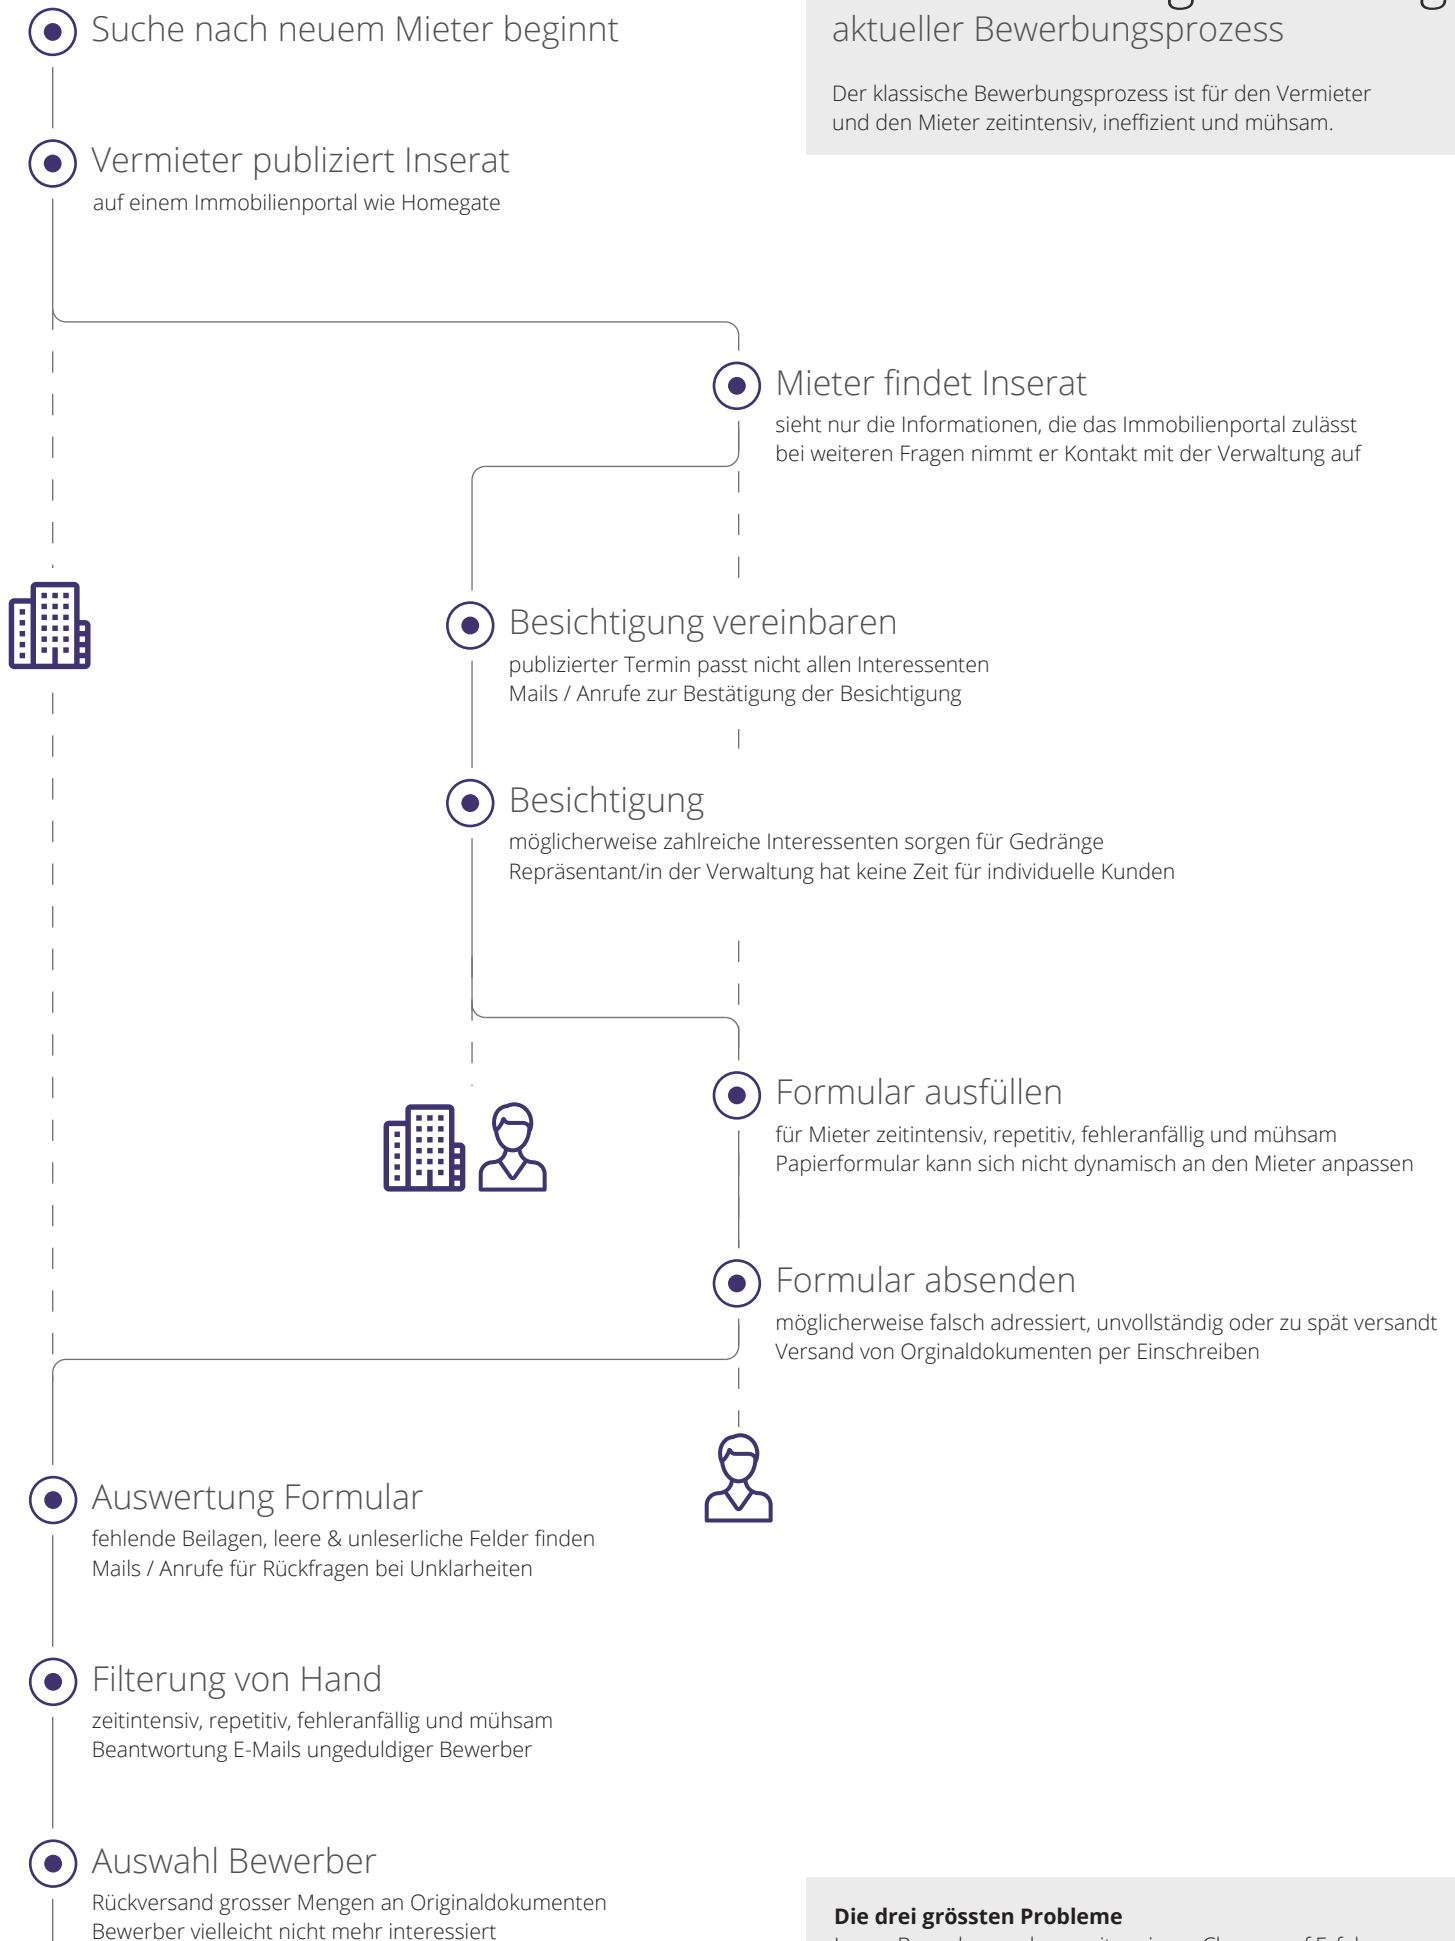 aktueller Bewerbungsprozess
Der klassische Bewerbungsprozess ist für den Vermieter
und den Mieter zeitintensiv, ineffizient und mühsam.
Suche nach neuem Mieter beginnt
Vermieter publiziert Inserat
auf einem Immobilienportal wie Homegate
Mieter findet Inserat
sieht nur die Informationen, die das Immobilienportal zulässt
bei weiteren Fragen nimmt er Kontakt mit der Verwaltung auf
Besichtigung vereinbaren
publizierter Termin passt nicht allen Interessenten
Mails / Anrufe zur Bestätigung der Besichtigung
Besichtigung
möglicherweise zahlreiche Interessenten sorgen für Gedränge
Repräsentant/in der Verwaltung hat keine Zeit für individuelle Kunden
Formular ausfüllen
für Mieter zeitintensiv, repetitiv, fehleranfällig und mühsam
Papierformular kann sich nicht dynamisch an den Mieter anpassen
Formular absenden
möglicherweise falsch adressiert, unvollständig oder zu spät versandt
Versand von Orginaldokumenten per Einschreiben
Auswertung Formular
fehlende Beilagen, leere & unleserliche Felder finden
Mails / Anrufe für Rückfragen bei Unklarheiten
Filterung von Hand
zeitintensiv, repetitiv, fehleranfällig und mühsam
Beantwortung E-Mails ungeduldiger Bewerber
Auswahl Bewerber
Rückversand grosser Mengen an Originaldokumenten
Bewerber vielleicht nicht mehr interessiert
Die drei grössten Probleme